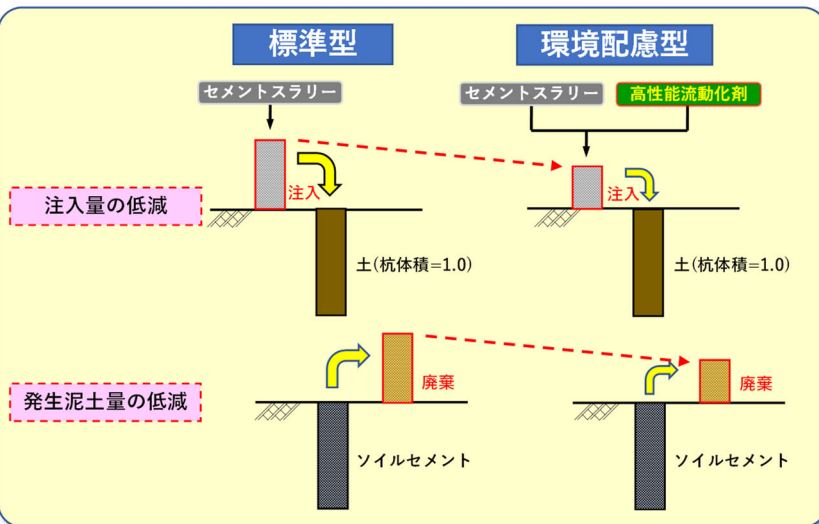 標準型
環境配慮型
セメントスラリー
セメントスラリー
高性能流動化剤
注入量の低減
注入
注入
土(杭体積=1.0)
土(杭体積=1.0)
発生泥土量の低減
廃棄
廃棄
ソイルセメント
ソイルセメント